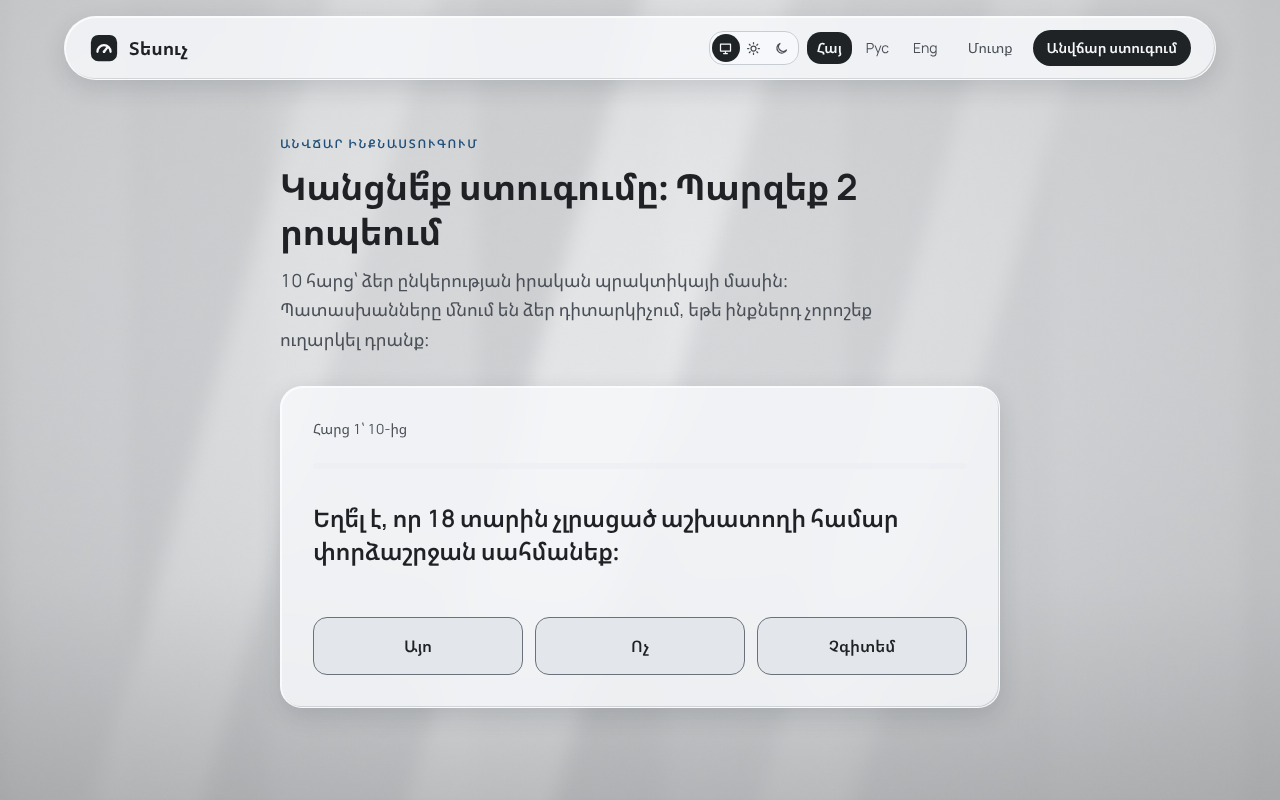 Տեսուչ
Հայ
Рус
Eng
Մուտք
Անվճար ստուգում
ԱՆՎՃԱՐ ԻՆՔՆԱՍՏՈՒԳՈՒՄ
Կանցնե՞ք ստուգումը։ Պարզեք 2
րոպեում
10 հարց՝ ձեր ընկերության իրական պրակտիկայի մասին։
Պատասխանները մնում են ձեր դիտարկիչում, եթե ինքներդ չորոշեք
ուղարկել դրանք։
Հարց 1՝ 10-ից
Եղե՞լ է, որ 18 տարին չլրացած աշխատողի համար
փորձաշրջան սահմանեք։
Այո
Ոչ
Չգիտեմ